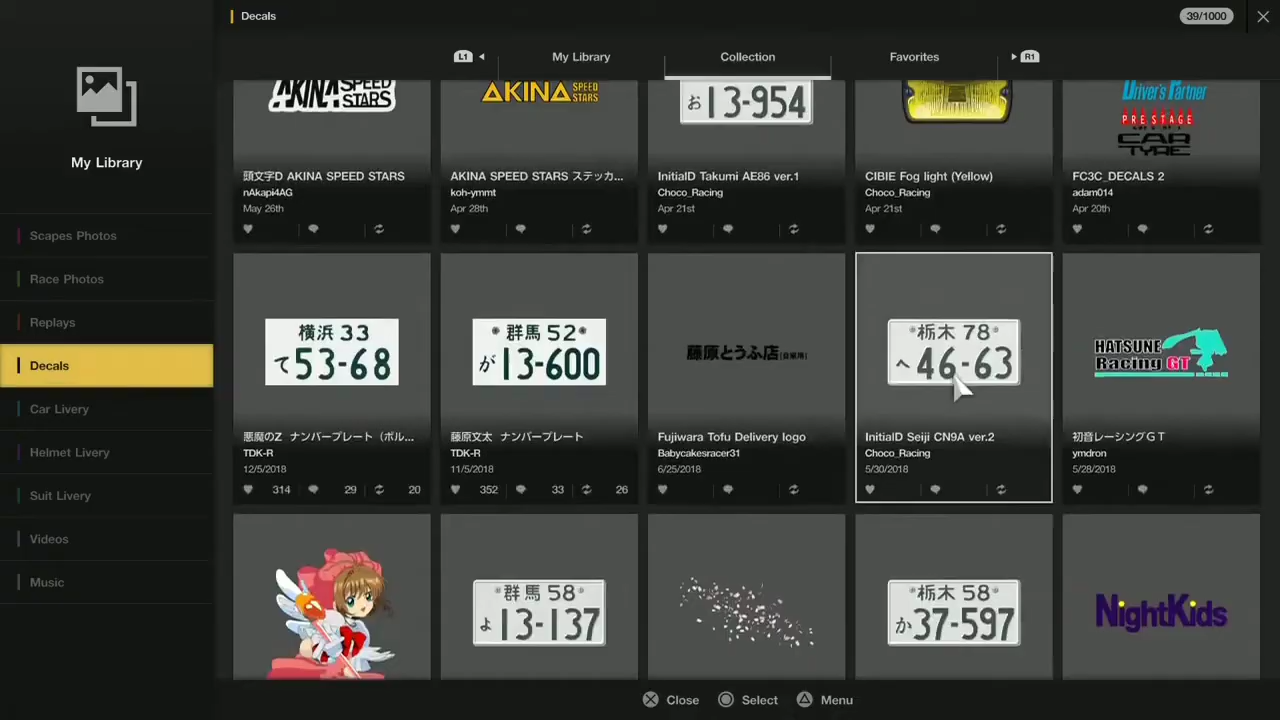 Decals
39/1000
L1
My Library
Collection
Favorites
R1
My Library
Scapes Photos
Race Photos
Replays
Decals
Car Livery
Helmet Livery
Suit Livery
Videos
Music
AKINA SPEED STARS
頭文字D AKINA SPEED STARS
nAkapi4AG
May 26th
AKINA SPEED STARS
AKINA SPEED STARS ステッカ...
koh-ymmt
Apr 28th
お 13-954
InitialD Takumi AE86 ver.1
Choco_Racing
Apr 21st
CIBIE Fog light (Yellow)
Choco_Racing
Apr 21st
Driver's Partner
PRESTAGE
CAR
TYRE
FC3C_DECALS 2
adam014
Apr 20th
横浜 33
て 53-68
悪魔のZ ナンバープレート（ボル...
TDK-R
12/5/2018
314 29 20
群馬 52
が 13-600
藤原文太 ナンバープレート
TDK-R
11/5/2018
352 33 26
藤原とうふ店(自家用)
Fujiwara Tofu Delivery logo
Babycakesracer31
6/25/2018
栃木 78
へ 46-63
InitialD Seiji CN9A ver.2
Choco_Racing
5/30/2018
HATSUNE
Racing GT
初音レーシングＧＴ
ymdron
5/28/2018
群馬 58
よ 13-137
栃木 58
か 37-597
NightKids
Close
Select
Menu